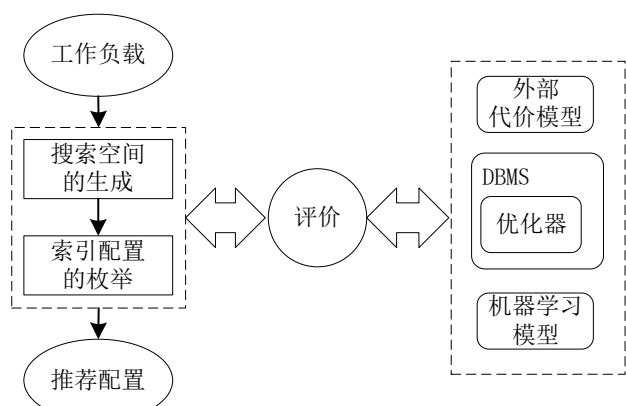 工作负载
搜索空间
的生成
索引配置
的枚举
推荐配置
评价
外部
代价模型
DBMS
优化器
机器学习
模型